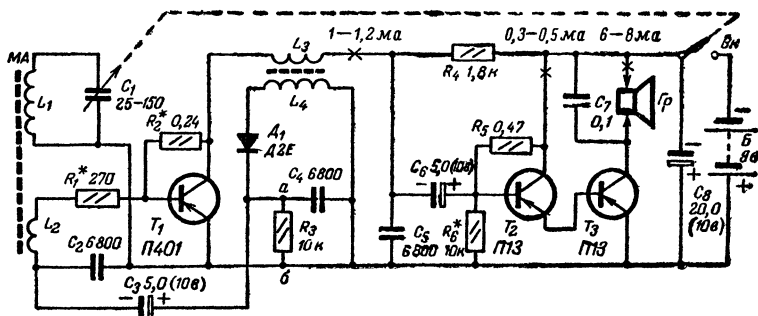 МА
L1
C1
25–150
L2
R1* 270
R2* 0,24
C2 6800
C3 5,0 (10в)
– +
T1
П401
L3
L4
Д1
Д2Е
C4 6800
а
R3
10к
б
1–1,2 ма
0,3–0,5 ма
6–8 ма
R4 1,8к
R5 0,47
C6 5,0 (10в)
– +
C5
6800
R6*
10к
T2
П13
T3
П13
C7
0,1
Гр
Вк
–
Б
9в
+
–
+
C8
20,0
(10в)